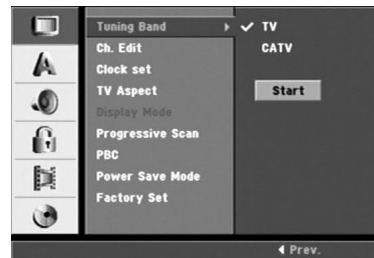 Tuning Band
Ch. Edit
Clock set
TV Aspect
Display Mode
Progressive Scan
PBC
Power Save Mode
Factory Set
TV
CATV
Start
Prev.